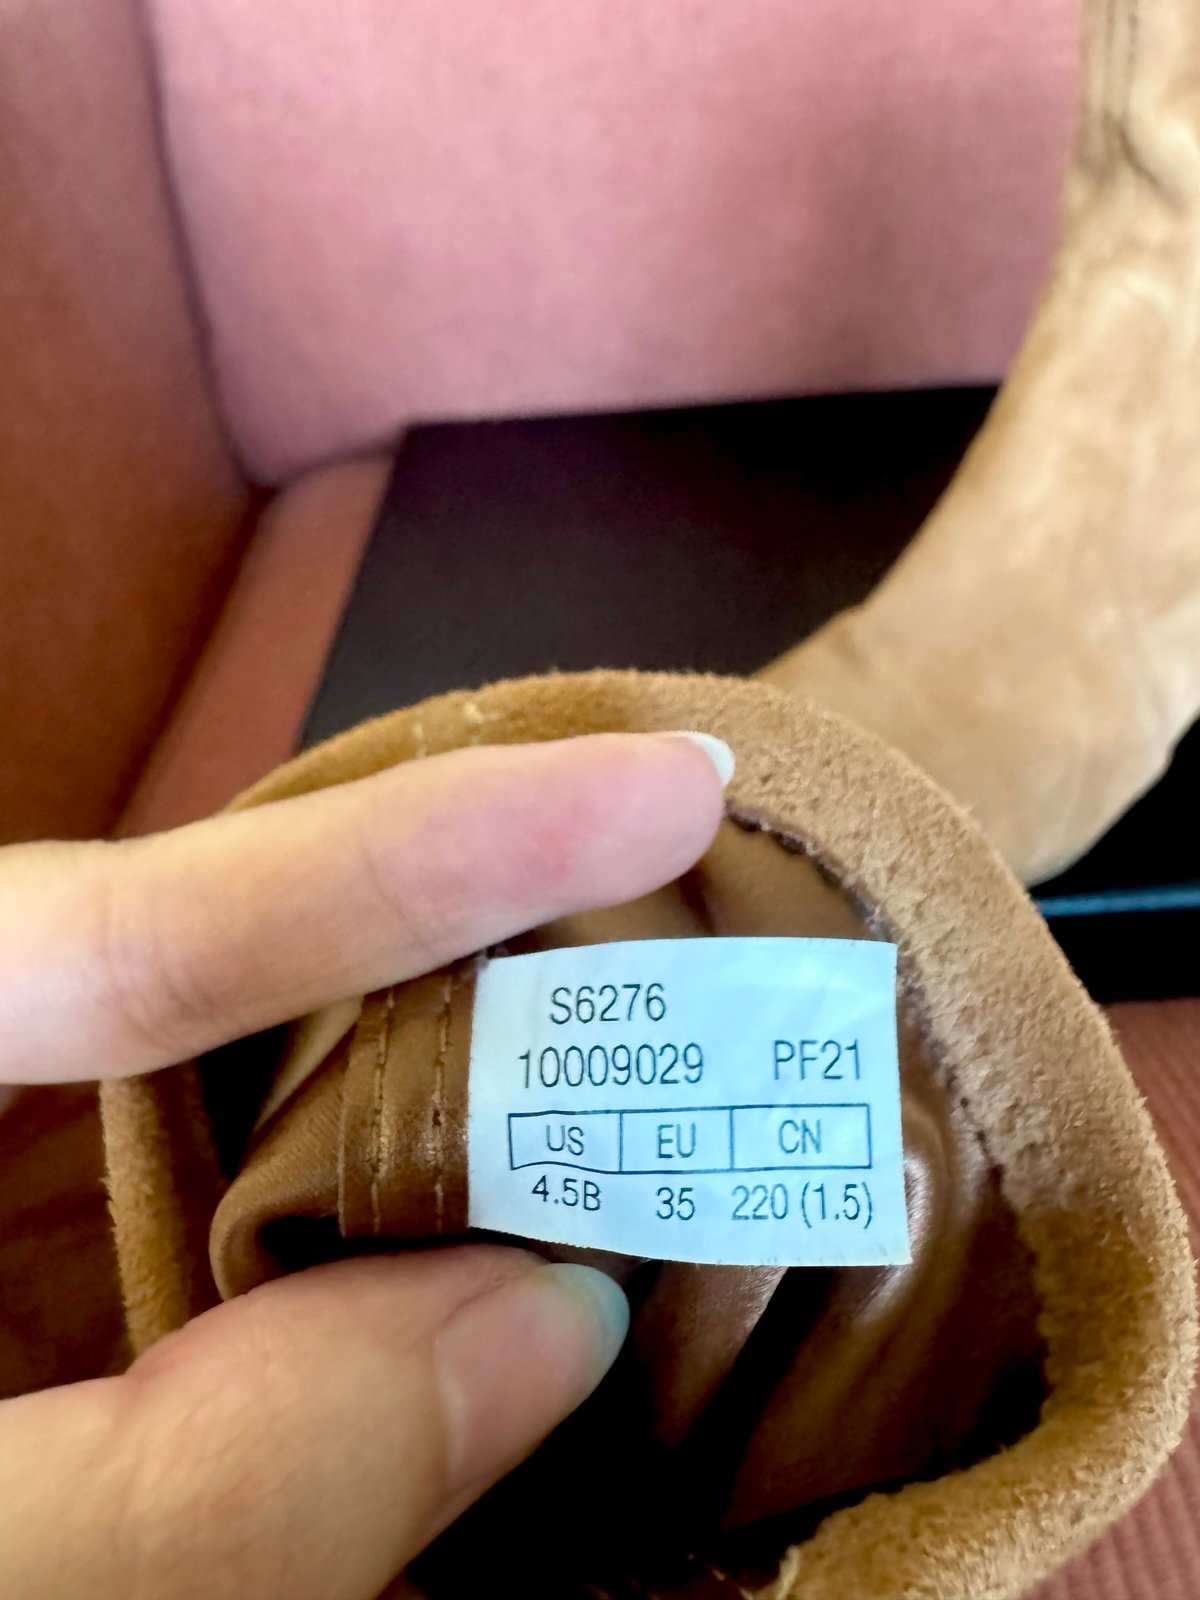 S6276
10009029 PF21
US EU CN
4.5B 35 220 (1.5)